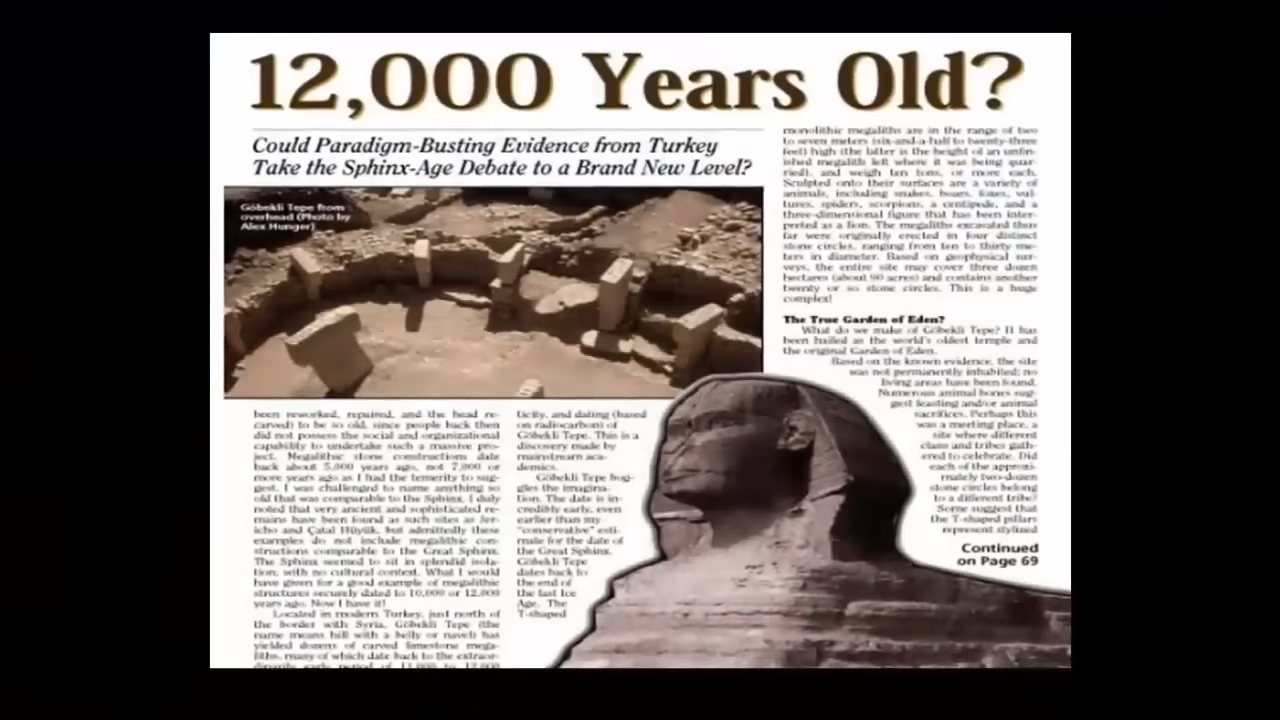 12,000 Years Old?
Could Paradigm-Busting Evidence from Turkey
Take the Sphinx-Age Debate to a Brand New Level?
Göbekli Tepe from
overhead (Photo by
Alex Hunger)
been reworked, repaired, and the head re-
carved) to be so old, since people back then
did not possess the social and organizational
capability to undertake such a massive pro-
ject. Megalithic stone constructions date
back about 5,000 years ago, not 7,000 or
more years ago as I had the temerity to sug-
gest. I was challenged to name anything so
old that was comparable to the Sphinx. I duly
noted that very ancient and sophisticated re-
mains have been found as such sites as Jer-
icho and Çatal Hüyük, but admittedly these
examples do not include megalithic con-
structions comparable to the Great Sphinx.
The Sphinx seemed to sit in splendid isola-
tion, with no cultural context. What I would
have given for a good example of megalithic
structures securely dated to 10,000 or 12,000
years ago. Now I have it!
Located in modern Turkey, just north of
the border with Syria, Göbekli Tepe (the
name means hill with a belly or navel) has
yielded dozens of carved limestone mega-
liths, many of which date back to the extraor-
dinarily early period of 11,000 to 12,000
ticity, and dating (based
on radiocarbon) of
Göbekli Tepe. This is a
discovery made by
mainstream aca-
demics.
Göbekli Tepe bog-
gles the imagina-
tion. The date is in-
credibly early, even
earlier than my
"conservative" esti-
mate for the date of
the Great Sphinx.
Göbekli Tepe
dates back to
the end of
the last Ice
Age. The
T-shaped
monolithic megaliths are in the range of two
to seven meters (six-and-a-half to twenty-three
feet) high (the latter is the height of an unfin-
ished megalith left where it was being quar-
ried), and weigh ten tons, or more each.
Sculpted onto their surfaces are a variety of
animals, including snakes, boars, foxes, vul-
tures, spiders, scorpions, a centipede, and a
three-dimensional figure that has been inter-
preted as a lion. The megaliths excavated thus
far were originally erected in four distinct
stone circles, ranging from ten to thirty me-
ters in diameter. Based on geophysical sur-
veys, the entire site may cover three dozen
hectares (about 90 acres) and contains another
twenty or so stone circles. This is a huge
complex!
The True Garden of Eden?
What do we make of Göbekli Tepe? It has
been hailed as the world's oldest temple and
the original Garden of Eden.
Based on the known evidence, the site
was not permanently inhabited; no
living areas have been found.
Numerous animal bones sug-
gest feasting and/or animal
sacrifices. Perhaps this
was a meeting place, a
site where different
clans and tribes gath-
ered to celebrate. Did
each of the approxi-
mately two-dozen
stone circles belong
to a different tribe?
Some suggest that
the T-shaped pillars
represent stylized
Continued
on Page 69